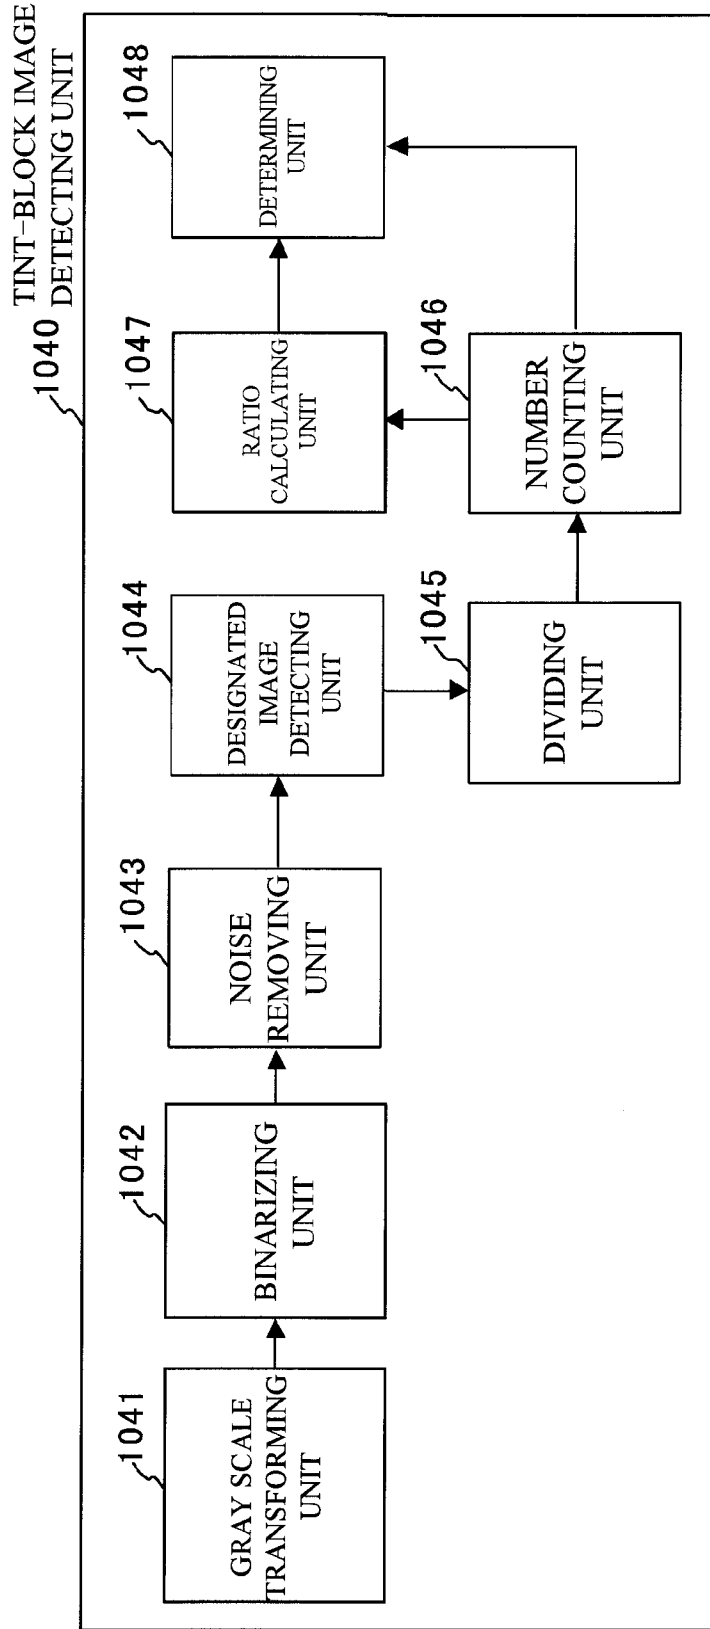 TINT-BLOCK IMAGE
DETECTING UNIT
1040
1041
GRAY SCALE
TRANSFORMING
UNIT
1042
BINARIZING
UNIT
1043
NOISE
REMOVING
UNIT
1044
DESIGNATED
IMAGE
DETECTING
UNIT
1045
DIVIDING
UNIT
1046
NUMBER
COUNTING
UNIT
1047
RATIO
CALCULATING
UNIT
1048
DETERMINING
UNIT